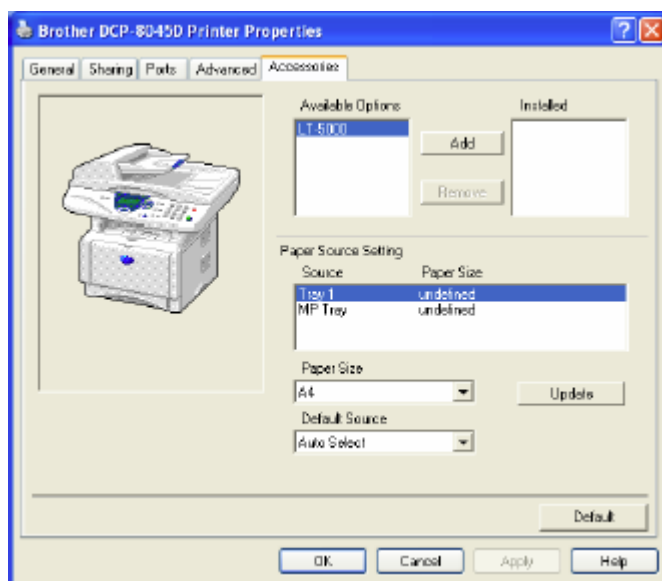 Brother DCP-8045D Printer Properties
General Sharing Ports Advanced Accessories
Available Options Installed
LT-5000
Add
Remove
Paper Source Setting
Source Paper Size
Tray 1 undefined
MP Tray undefined
Paper Size
A4
Update
Default Source
Auto Select
Default
OK Cancel Apply Help